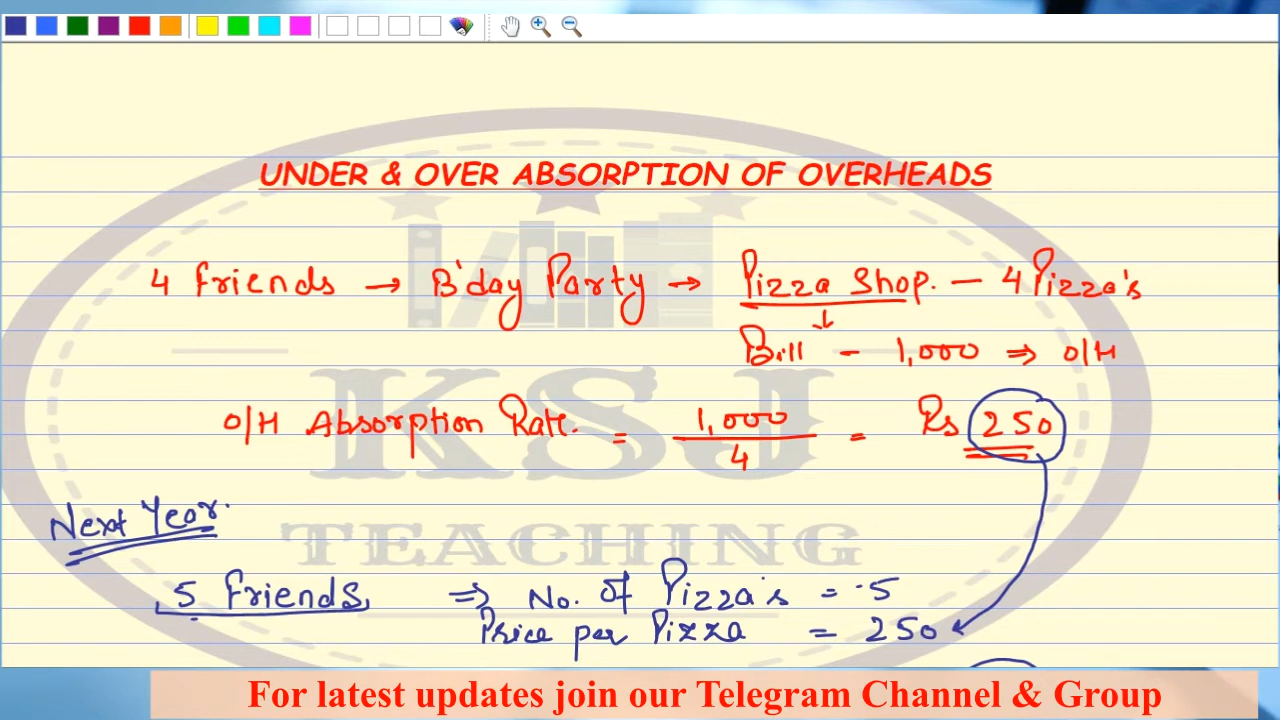 UNDER & OVER ABSORPTION OF OVERHEADS
4 Friends → B'day Party → Pizza Shop. – 4 Pizza's
↓
Bill – 1,000 ⇒ O/H
O/H Absorption Rate. = 1,000 / 4 = Rs 250
Next Year.
5 Friends ⇒ No. of Pizza's = 5
Price per Pizza = 250
KSJ
TEACHING
For latest updates join our Telegram Channel & Group